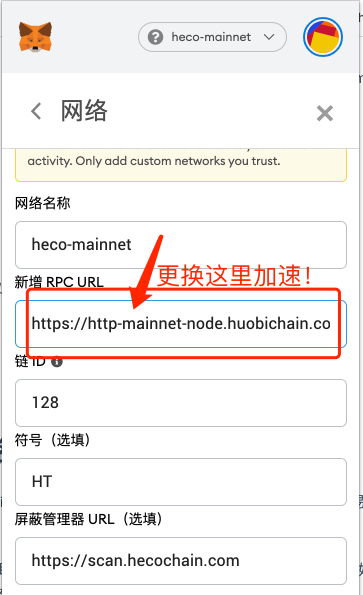 heco-mainnet
网络
activity. Only add custom networks you trust.
网络名称
heco-mainnet
更换这里加速！
新增 RPC URL
https://http-mainnet-node.huobichain.co
链 ID
128
符号（选填）
HT
屏蔽管理器 URL（选填）
https://scan.hecochain.com